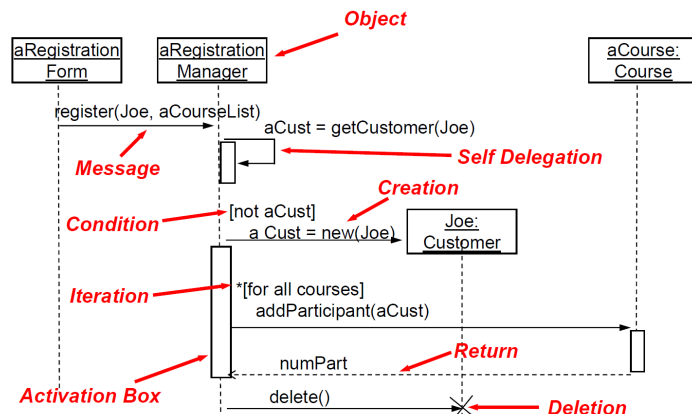 Object
aRegistration
Form
aRegistration
Manager
aCourse:
Course
register(Joe, aCourseList)
aCust = getCustomer(Joe)
Message
Self Delegation
Creation
Condition
[not aCust]
a Cust = new(Joe)
Joe:
Customer
Iteration
*[for all courses]
addParticipant(aCust)
Return
numPart
Activation Box
delete()
Deletion